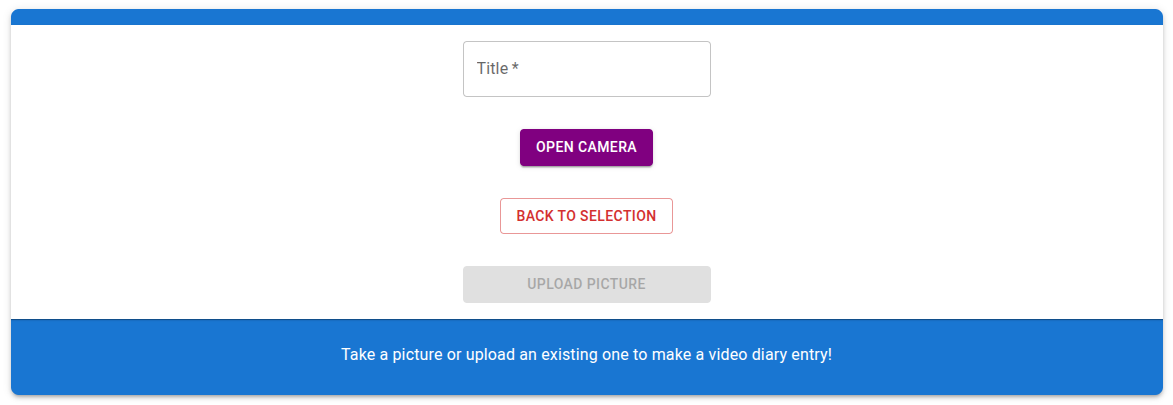 Title *
OPEN CAMERA
BACK TO SELECTION
UPLOAD PICTURE
Take a picture or upload an existing one to make a video diary entry!